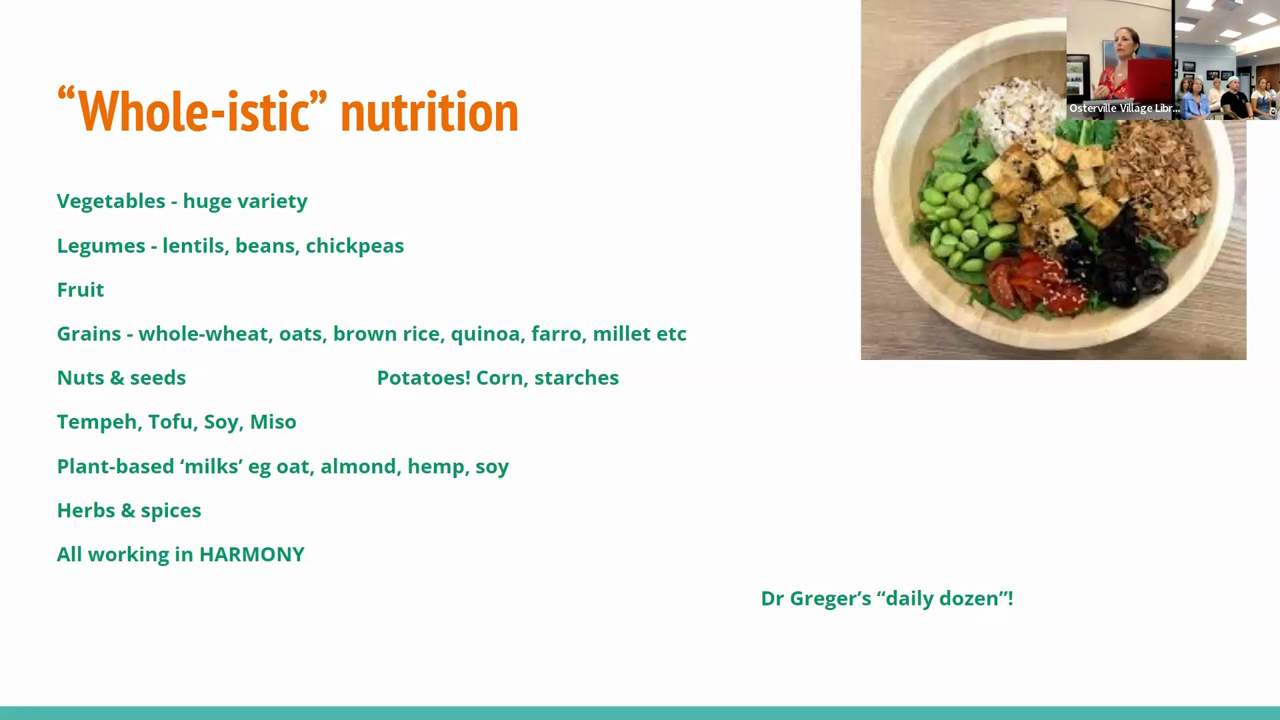 “Whole-istic” nutrition
Osterville Village Libr...
Vegetables - huge variety
Legumes - lentils, beans, chickpeas
Fruit
Grains - whole-wheat, oats, brown rice, quinoa, farro, millet etc
Nuts & seeds Potatoes! Corn, starches
Tempeh, Tofu, Soy, Miso
Plant-based ‘milks’ eg oat, almond, hemp, soy
Herbs & spices
All working in HARMONY
Dr Greger’s “daily dozen”!